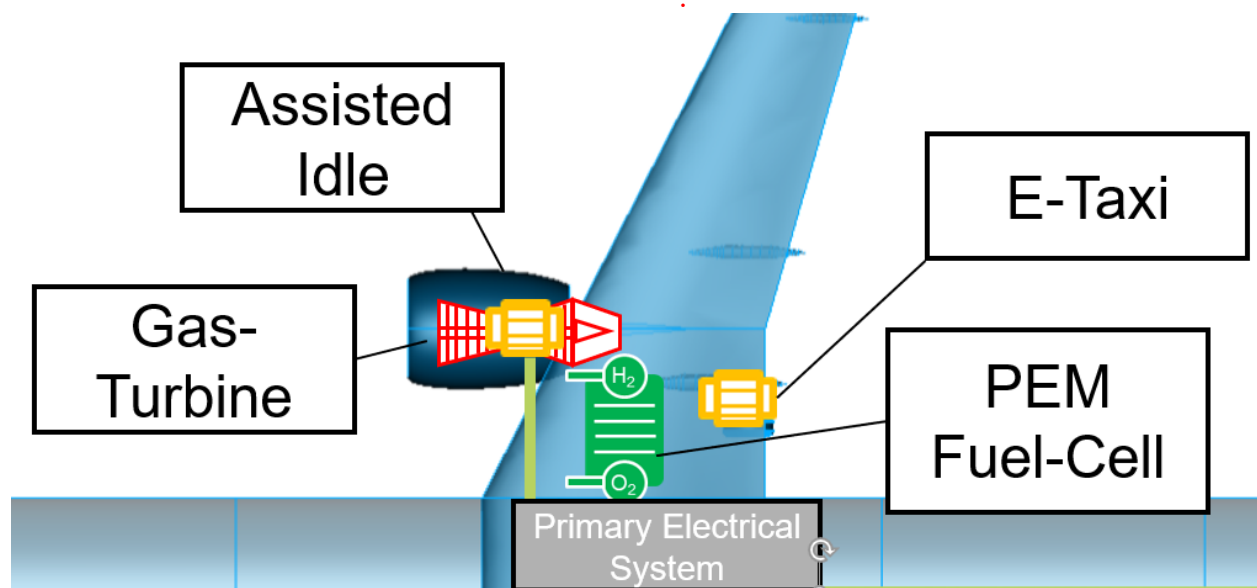 Assisted
Idle
E-Taxi
Gas-
Turbine
H₂
PEM
Fuel-Cell
O₂
Primary Electrical
System